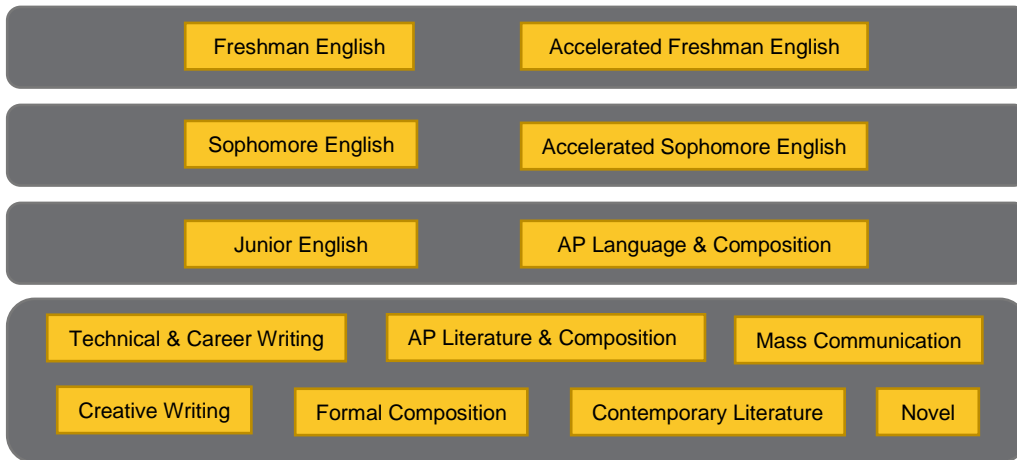 Freshman English
Accelerated Freshman English
Sophomore English
Accelerated Sophomore English
Junior English
AP Language & Composition
Technical & Career Writing
AP Literature & Composition
Mass Communication
Creative Writing
Formal Composition
Contemporary Literature
Novel